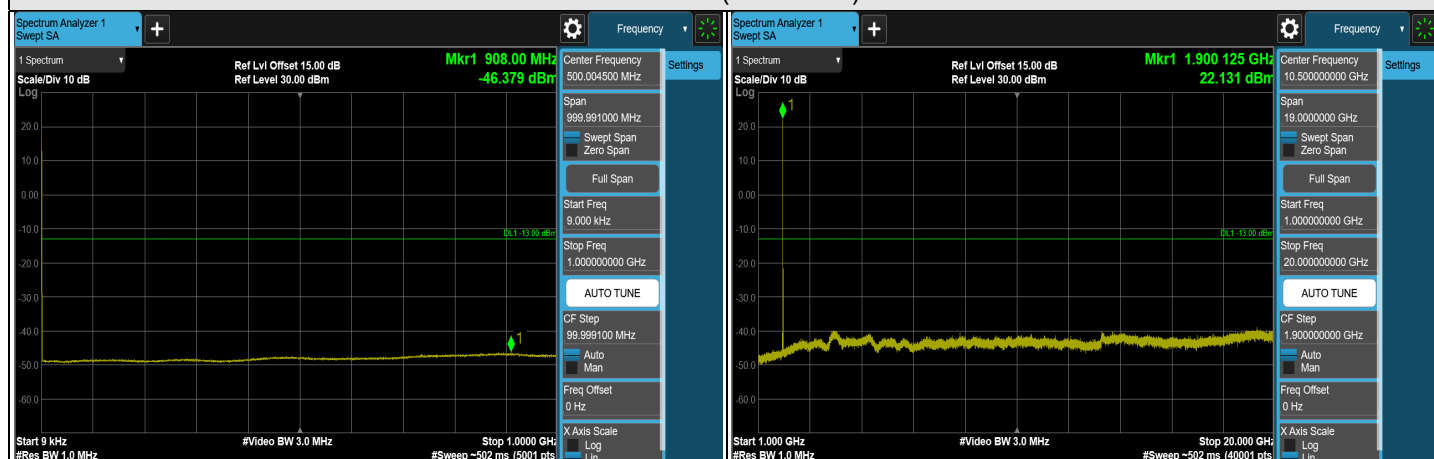 Spectrum Analyzer 1
Swept SA
+
Frequency
1 Spectrum
Ref Lvl Offset 15.00 dB
Mkr1 908.00 MHz
Scale/Div 10 dB
Ref Level 30.00 dBm
-46.379 dBm
Log
1
20.0
10.0
0.00
-10.0
DL1 -13.00 dBm
-20.0
-30.0
-40.0
-50.0
-60.0
Start 9 kHz
#Video BW 3.0 MHz
Stop 1.0000 GHz
#Res BW 1.0 MHz
#Sweep ~502 ms (5001 pts
Center Frequency
500.004500 MHz
Settings
Span
999.991000 MHz
Swept Span
Zero Span
Full Span
Start Freq
9.000 kHz
Stop Freq
1.000000000 GHz
AUTO TUNE
CF Step
99.999100 MHz
Auto
Man
Freq Offset
0 Hz
X Axis Scale
Log
Lin
Spectrum Analyzer 1
Swept SA
+
Frequency
1 Spectrum
Ref Lvl Offset 15.00 dB
Mkr1 1.900 125 GHz
Scale/Div 10 dB
Ref Level 30.00 dBm
22.131 dBm
Log
1
20.0
10.0
0.00
-10.0
DL1 -13.00 dBm
-20.0
-30.0
-40.0
-50.0
-60.0
Start 1.000 GHz
#Video BW 3.0 MHz
Stop 20.000 GHz
#Res BW 1.0 MHz
#Sweep ~502 ms (40001 pts
Center Frequency
10.500000000 GHz
Settings
Span
19.0000000 GHz
Swept Span
Zero Span
Full Span
Start Freq
1.000000000 GHz
Stop Freq
20.000000000 GHz
AUTO TUNE
CF Step
1.900000000 GHz
Auto
Man
Freq Offset
0 Hz
X Axis Scale
Log
Lin